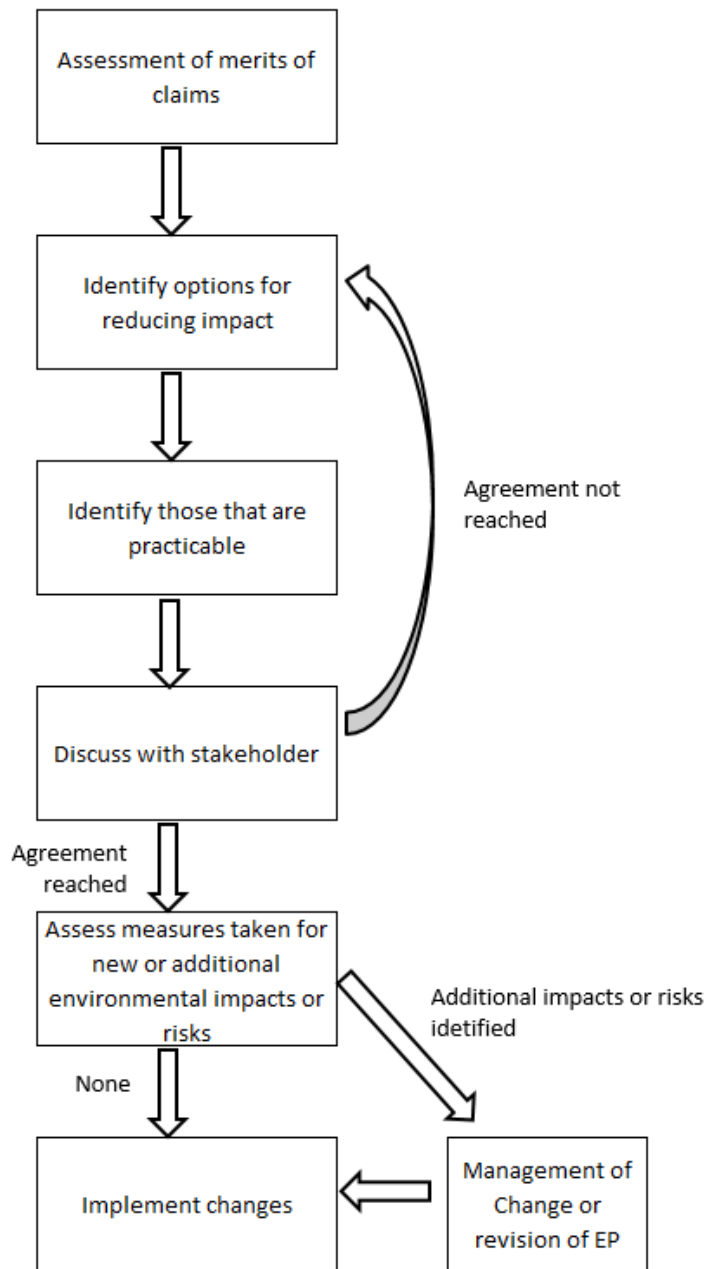 Assessment of merits of
claims
Identify options for
reducing impact
Identify those that are
practicable
Agreement not
reached
Discuss with stakeholder
Agreement
reached
Assess measures taken for
new or additional
environmental impacts or
risks
Additional impacts or risks
idetified
None
Implement changes
Management of
Change or
revision of EP